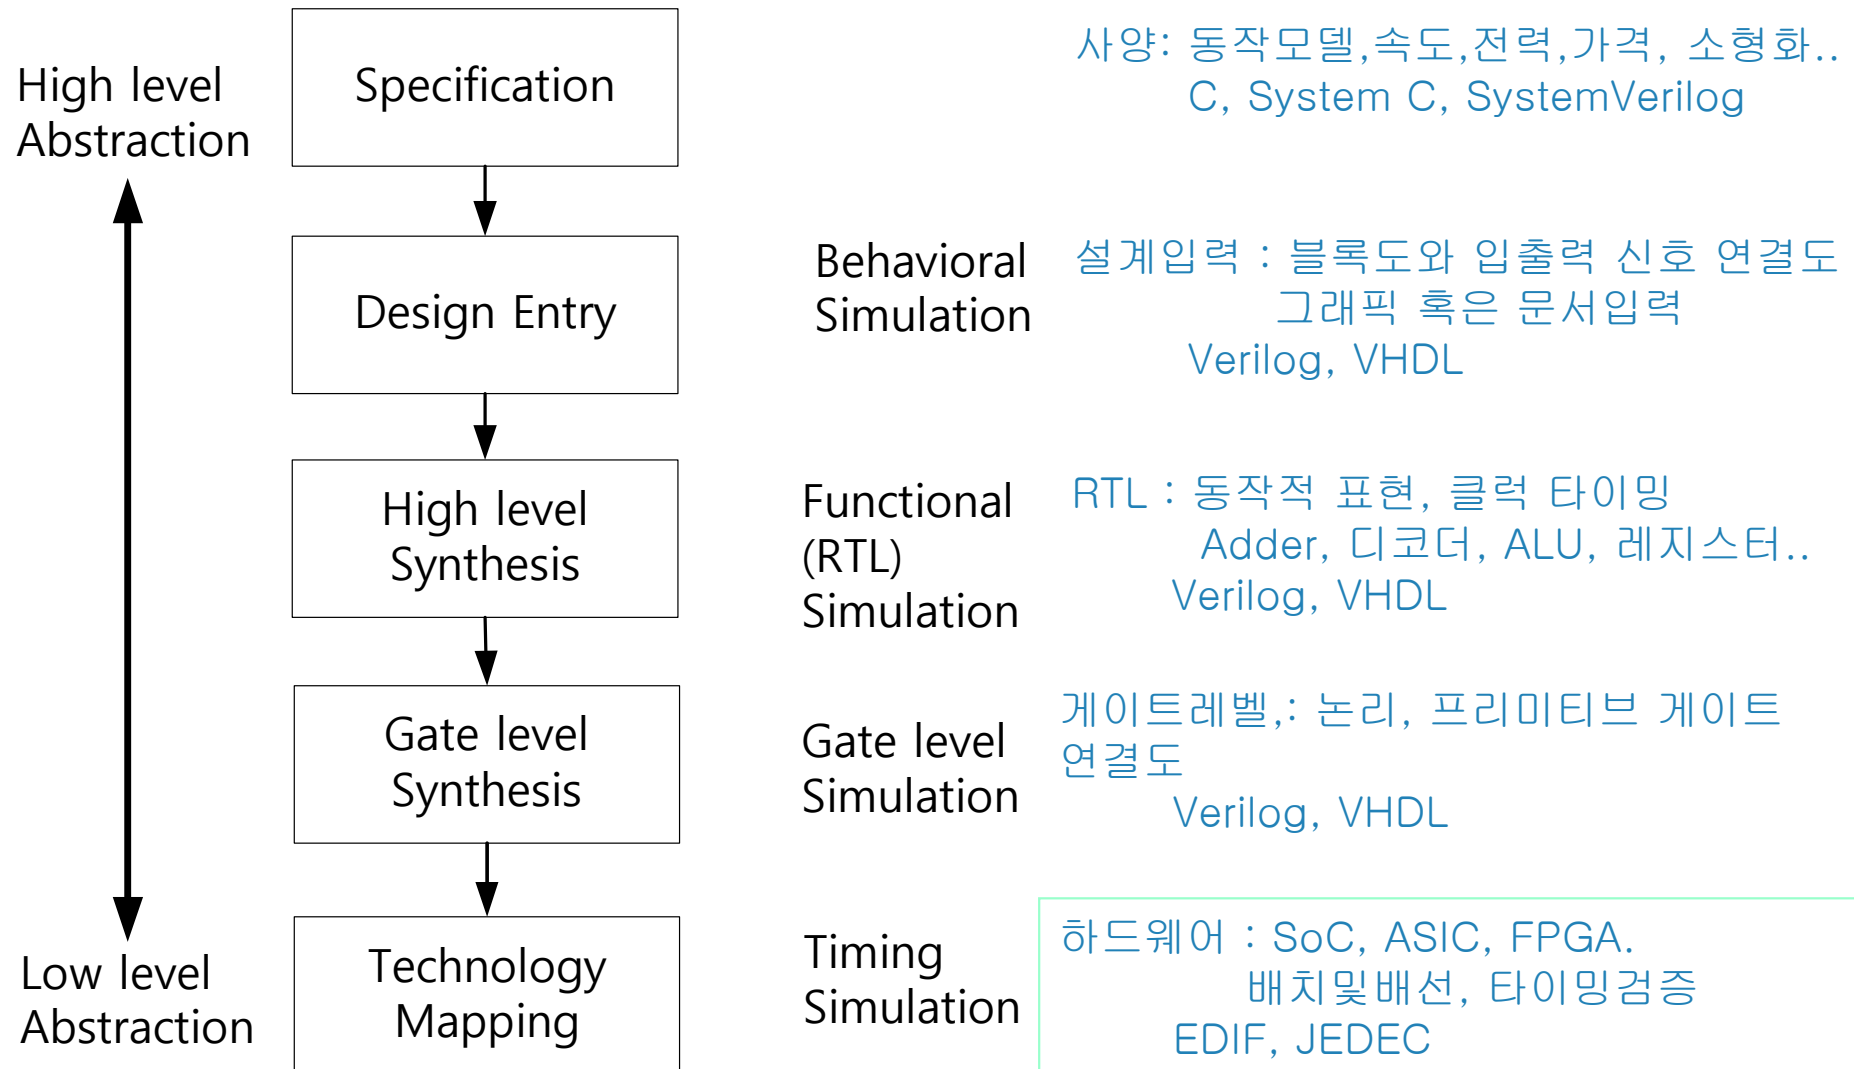 High level
Abstraction
Low level
Abstraction
Specification
사양: 동작모델,속도,전력,가격, 소형화..
C, System C, SystemVerilog
Design Entry
Behavioral
Simulation
설계입력 : 블록도와 입출력 신호 연결도
그래픽 혹은 문서입력
Verilog, VHDL
High level
Synthesis
Functional
(RTL)
Simulation
RTL : 동작적 표현, 클럭 타이밍
Adder, 디코더, ALU, 레지스터..
Verilog, VHDL
Gate level
Synthesis
Gate level
Simulation
게이트레벨,: 논리, 프리미티브 게이트
연결도
Verilog, VHDL
Technology
Mapping
Timing
Simulation
하드웨어 : SoC, ASIC, FPGA.
배치및배선, 타이밍검증
EDIF, JEDEC